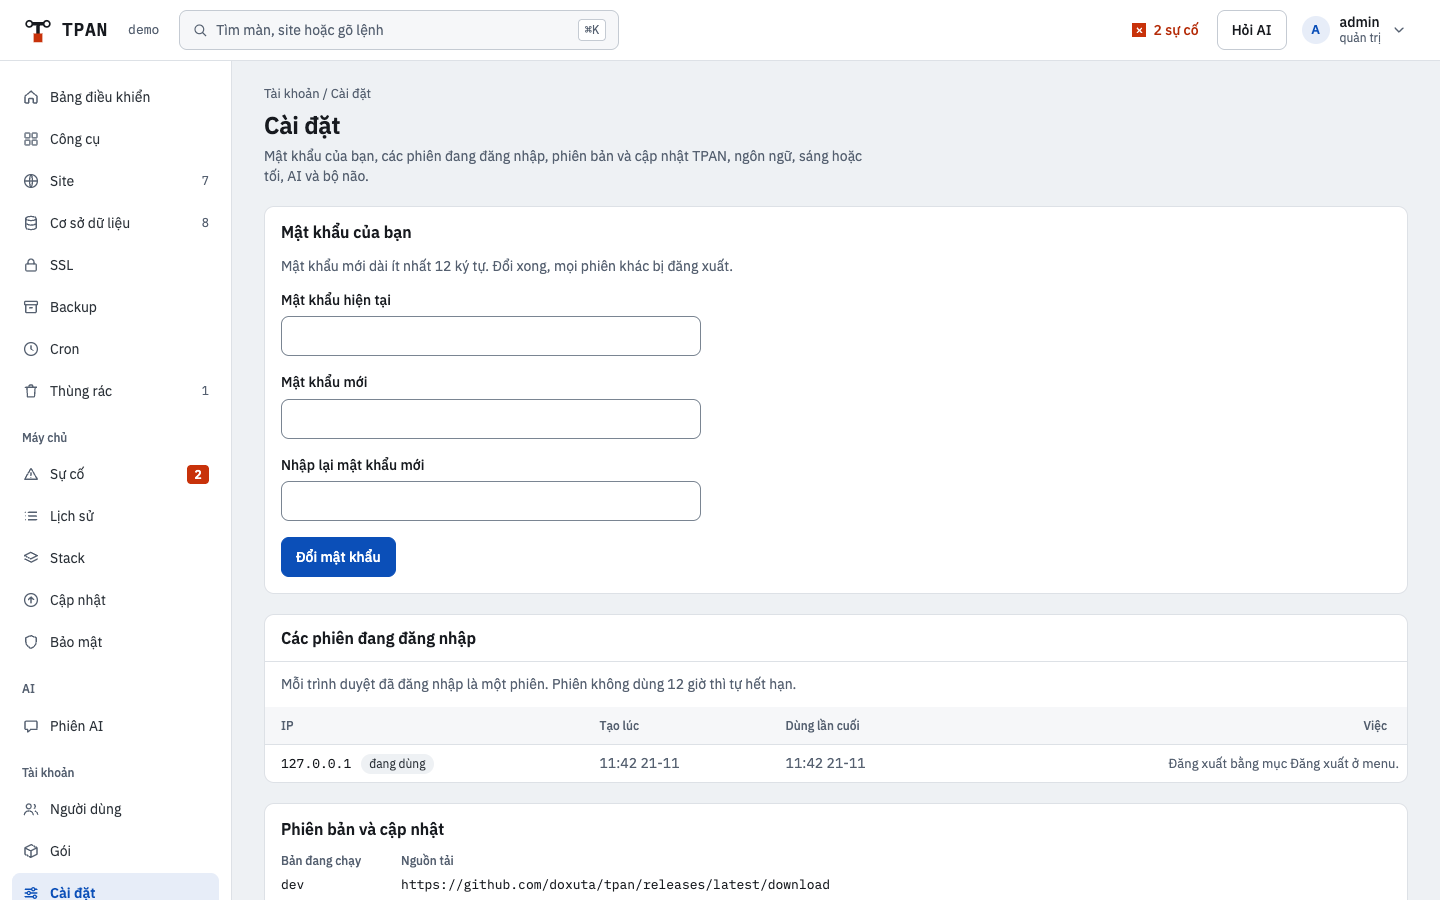 TPAN
demo
Tìm màn, site hoặc gõ lệnh
⌘K
2 sự cố
Hỏi AI
A
admin
quản trị
Bảng điều khiển
Công cụ
Site 7
Cơ sở dữ liệu 8
SSL
Backup
Cron
Thùng rác 1
Máy chủ
Sự cố 2
Lịch sử
Stack
Cập nhật
Bảo mật
AI
Phiên AI
Tài khoản
Người dùng
Gói
Cài đặt
Tài khoản / Cài đặt
Cài đặt
Mật khẩu của bạn, các phiên đang đăng nhập, phiên bản và cập nhật TPAN, ngôn ngữ, sáng hoặc
tối, AI và bộ não.
Mật khẩu của bạn
Mật khẩu mới dài ít nhất 12 ký tự. Đổi xong, mọi phiên khác bị đăng xuất.
Mật khẩu hiện tại
Mật khẩu mới
Nhập lại mật khẩu mới
Đổi mật khẩu
Các phiên đang đăng nhập
Mỗi trình duyệt đã đăng nhập là một phiên. Phiên không dùng 12 giờ thì tự hết hạn.
IP Tạo lúc Dùng lần cuối Việc
127.0.0.1 đang dùng 11:42 21-11 11:42 21-11 Đăng xuất bằng mục Đăng xuất ở menu.
Phiên bản và cập nhật
Bản đang chạy Nguồn tải
dev https://github.com/doxuta/tpan/releases/latest/download